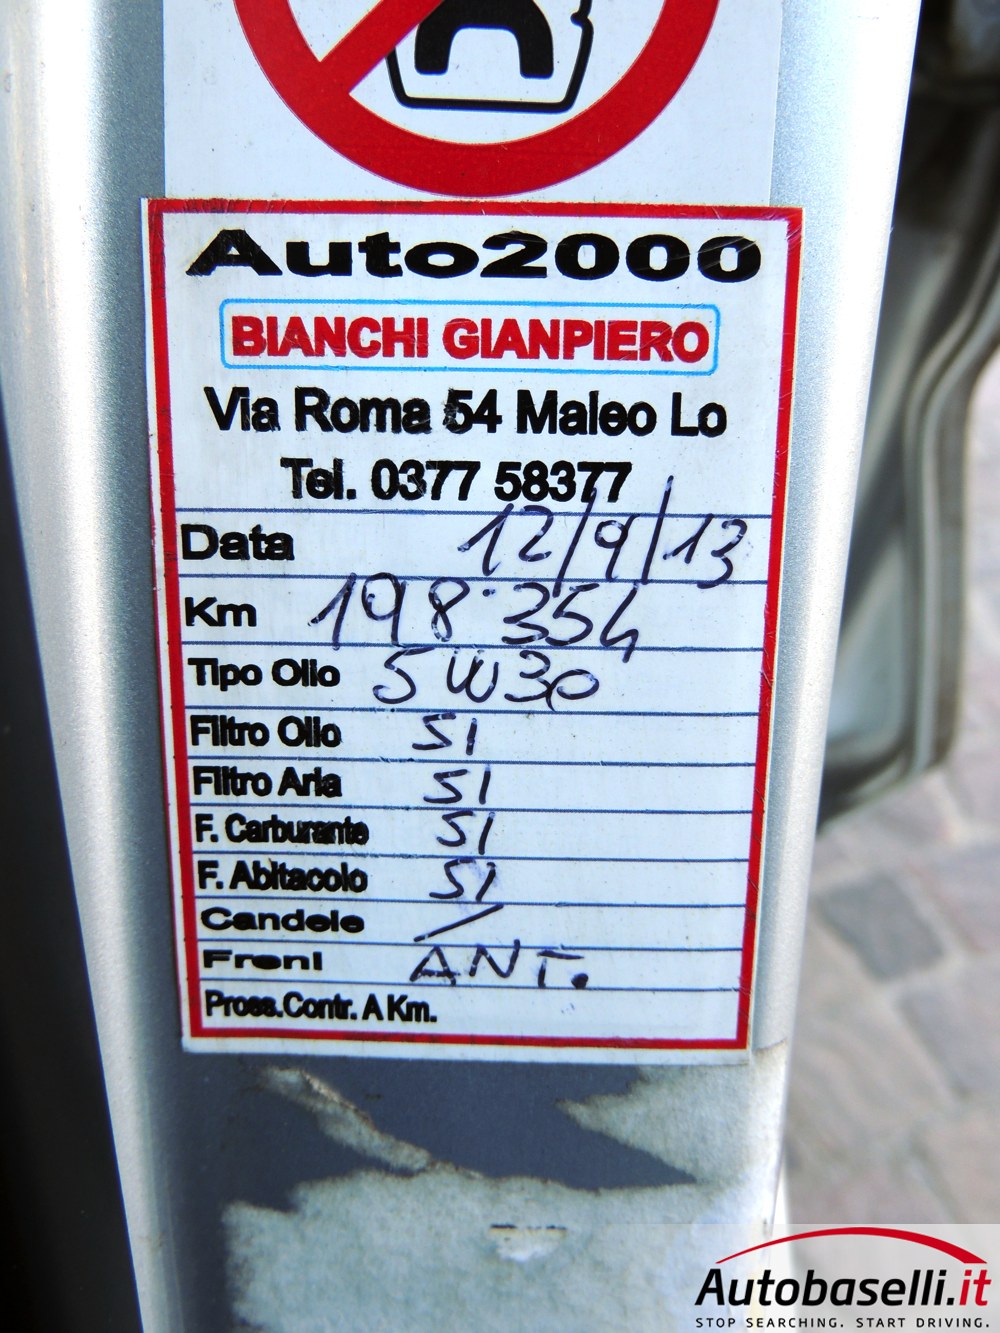 Auto2000
BIANCHI GIANPIERO
Via Roma 54 Maleo Lo
Tel. 0377 58377
Data 12/9/13
Km 198.354
Tipo Olio 5W30
Filtro Olio SI
Filtro Aria SI
F. Carburante SI
F. Abitacolo SI
Candele /
Freni ANT.
Pross.Contr. A Km.
Autobaselli.it
STOP SEARCHING. START DRIVING.